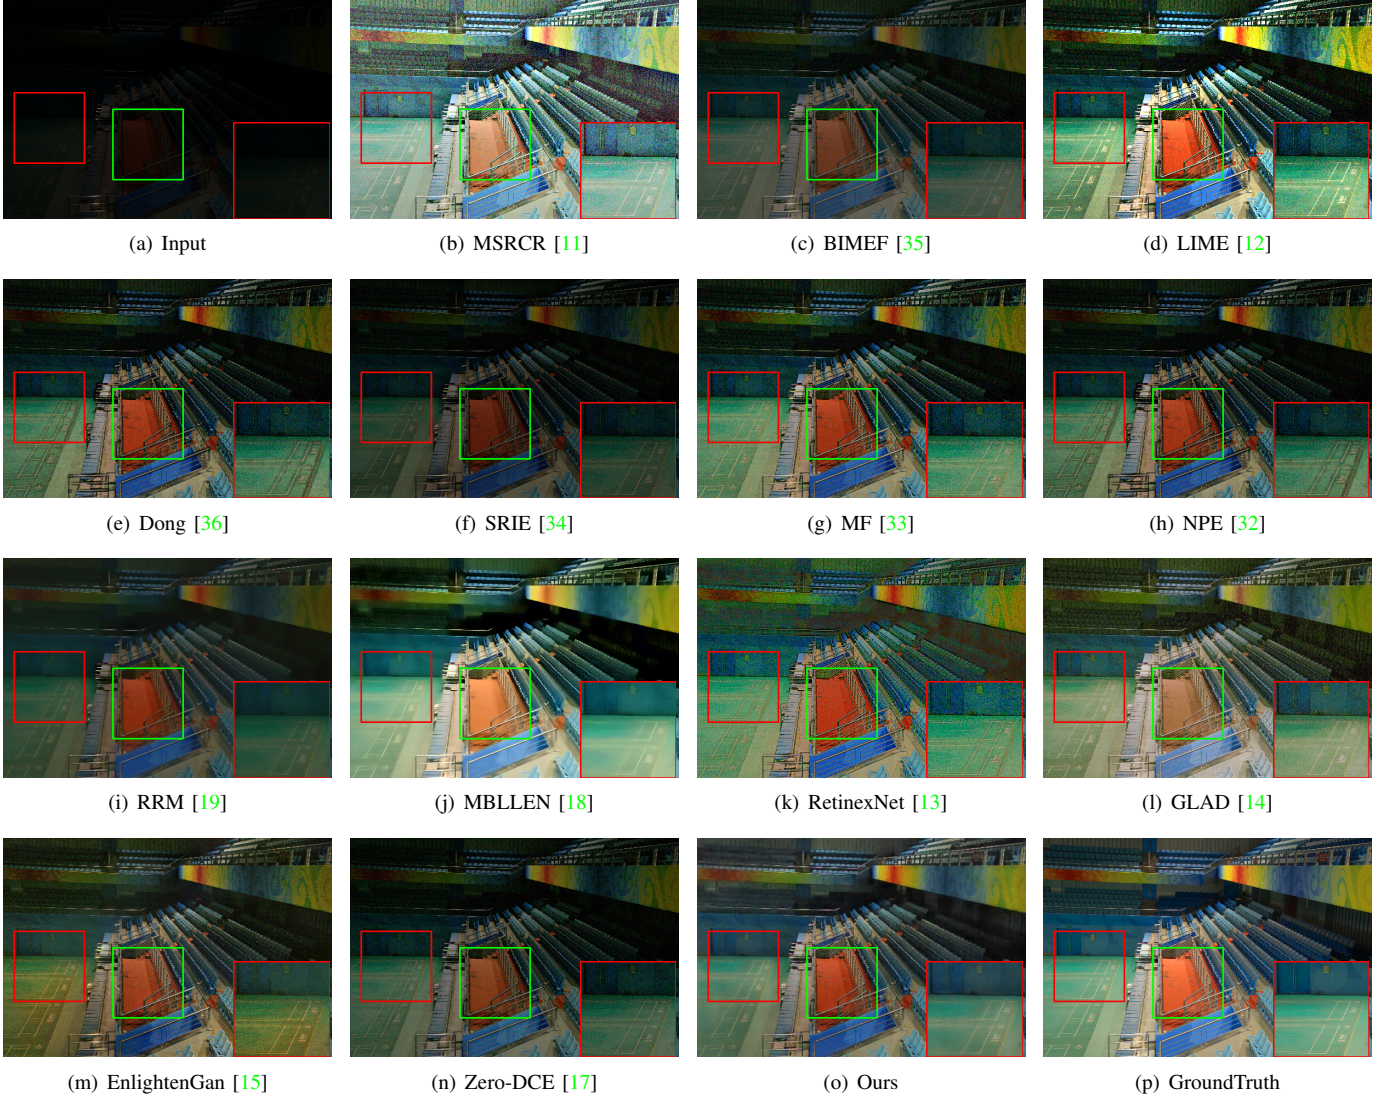 (a) Input
(b) MSRCR [11]
(c) BIMEF [35]
(d) LIME [12]
(e) Dong [36]
(f) SRIE [34]
(g) MF [33]
(h) NPE [32]
(i) RRM [19]
(j) MBLLEN [18]
(k) RetinexNet [13]
(l) GLAD [14]
(m) EnlightenGan [15]
(n) Zero-DCE [17]
(o) Ours
(p) GroundTruth